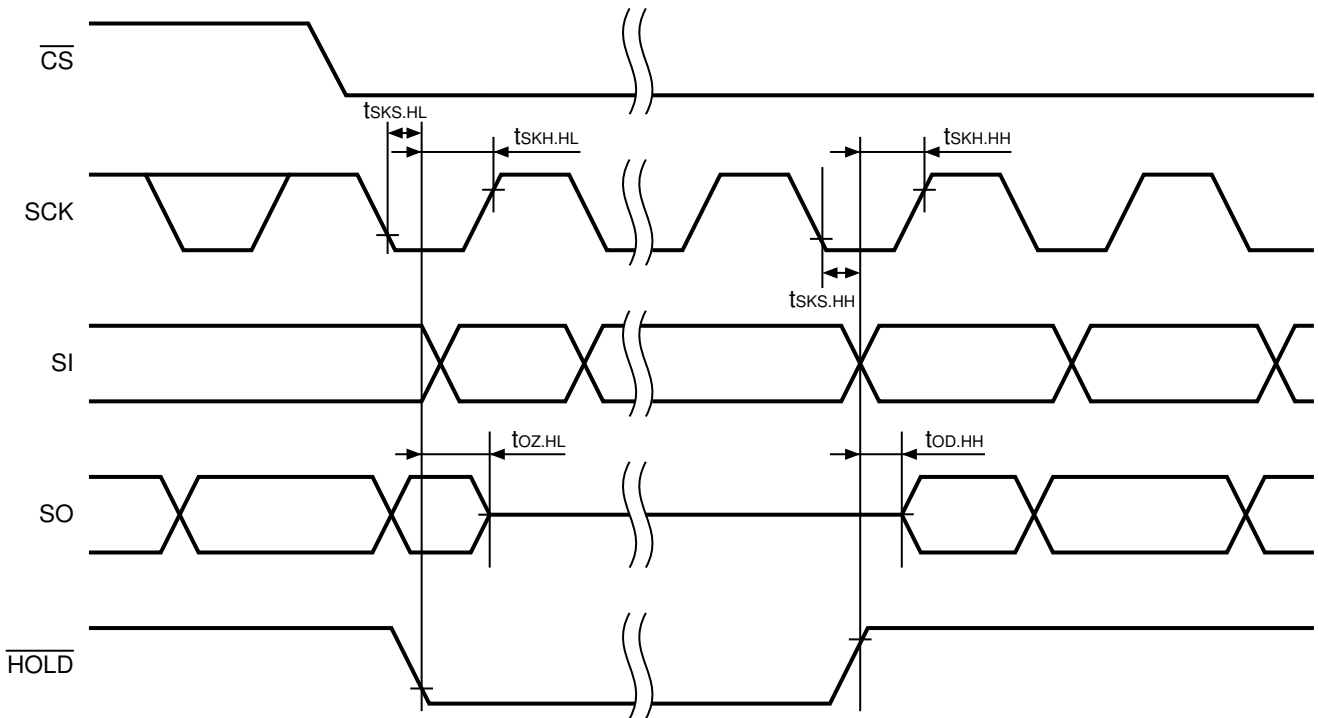 CS
tSKS.HL
tSKH.HL
tSKH.HH
SCK
tSKS.HH
SI
tOZ.HL
tOD.HH
SO
HOLD